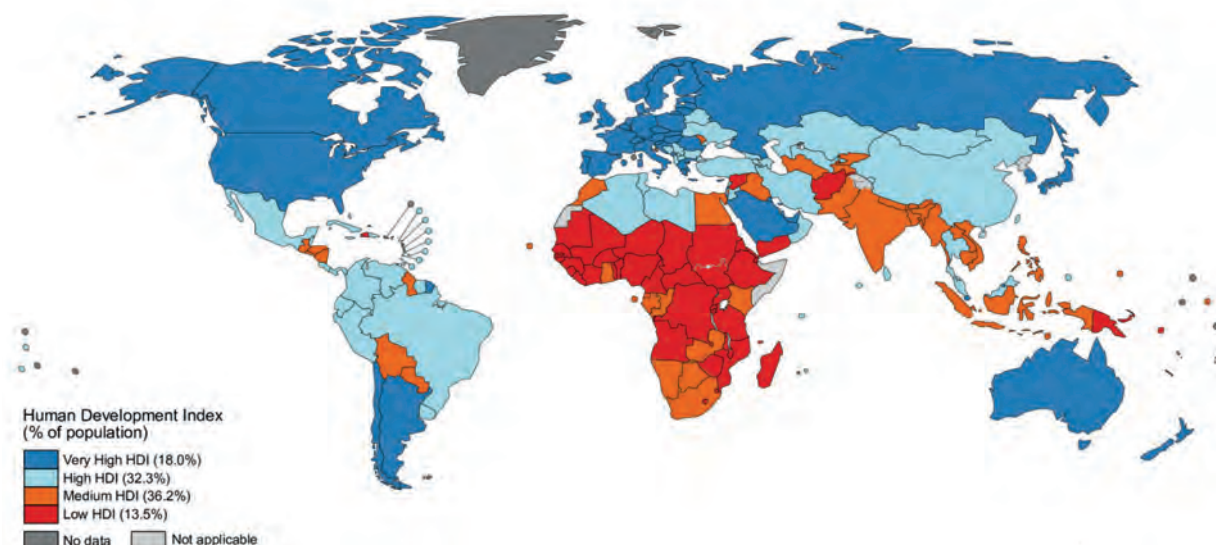 Human Development Index
(% of population)
Very High HDI (18.0%)
High HDI (32.3%)
Medium HDI (36.2%)
Low HDI (13.5%)
No data
Not applicable